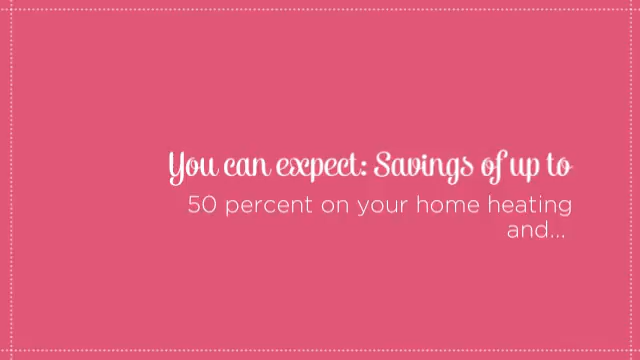 You can expect: Savings of up to
50 percent on your home heating
and...